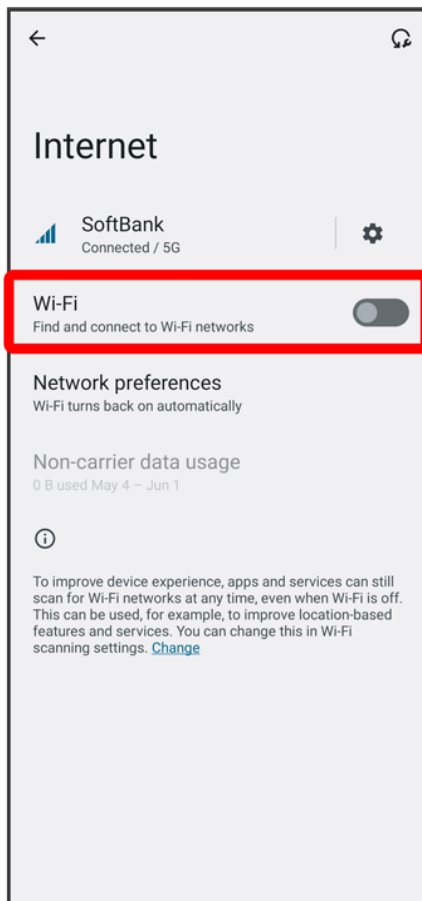 Internet
SoftBank
Connected / 5G
Wi-Fi
Find and connect to Wi-Fi networks
Network preferences
Wi-Fi turns back on automatically
Non-carrier data usage
0 B used May 4 – Jun 1
To improve device experience, apps and services can still
scan for Wi-Fi networks at any time, even when Wi-Fi is off.
This can be used, for example, to improve location-based
features and services. You can change this in Wi-Fi
scanning settings. Change